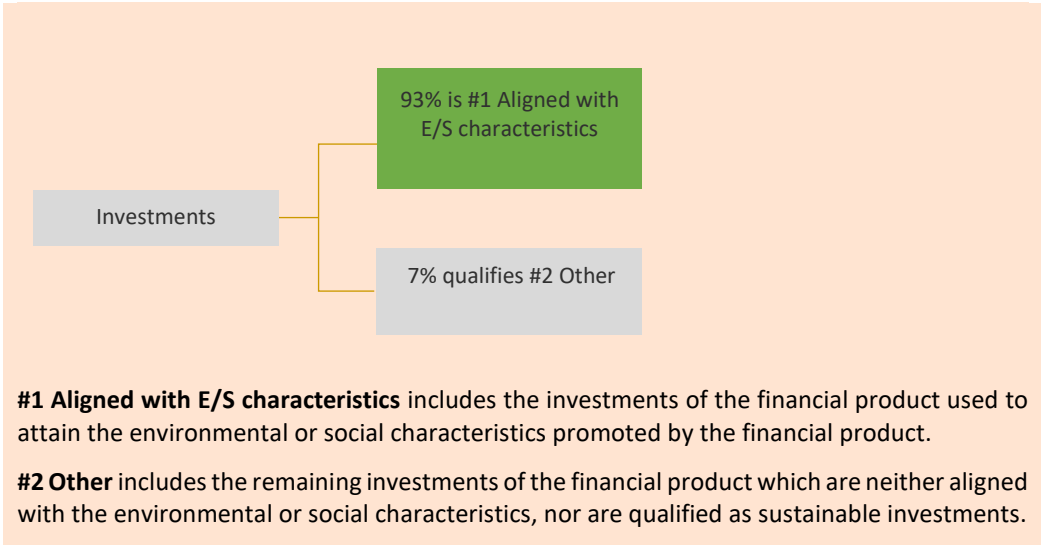 93% is #1 Aligned with
E/S characteristics
Investments
7% qualifies #2 Other
#1 Aligned with E/S characteristics includes the investments of the financial product used to
attain the environmental or social characteristics promoted by the financial product.
#2 Other includes the remaining investments of the financial product which are neither aligned
with the environmental or social characteristics, nor are qualified as sustainable investments.